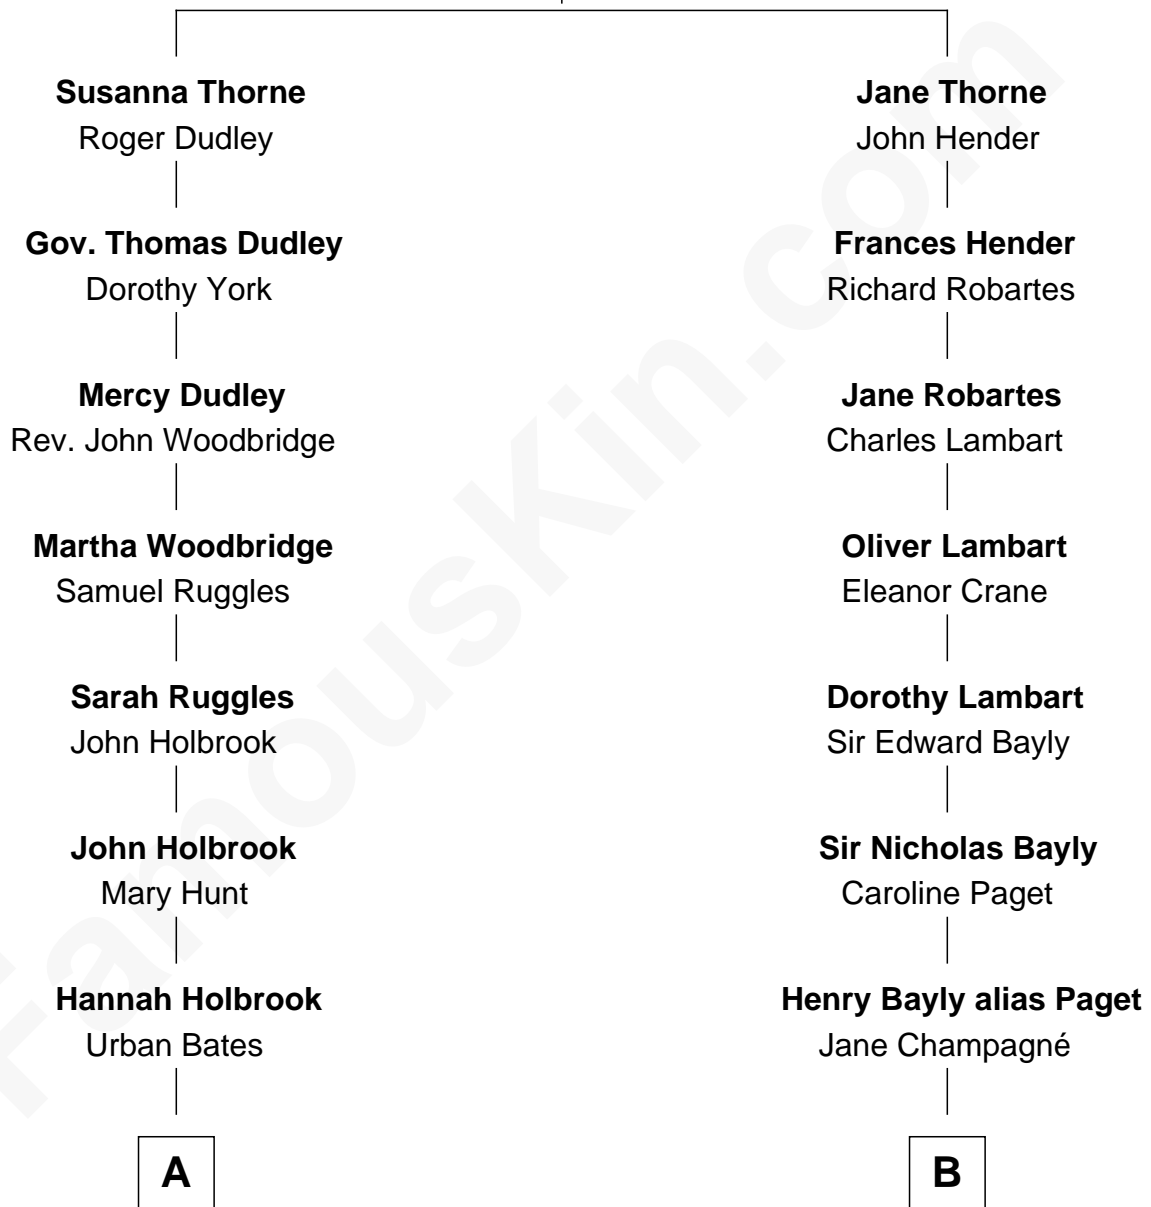 Susanna Thorne
Roger Dudley
Gov. Thomas Dudley
Dorothy York
Mercy Dudley
Rev. John Woodbridge
Martha Woodbridge
Samuel Ruggles
Sarah Ruggles
John Holbrook
John Holbrook
Mary Hunt
Hannah Holbrook
Urban Bates
A
Jane Thorne
John Hender
Frances Hender
Richard Robartes
Jane Robartes
Charles Lambart
Oliver Lambart
Eleanor Crane
Dorothy Lambart
Sir Edward Bayly
Sir Nicholas Bayly
Caroline Paget
Henry Bayly alias Paget
Jane Champagné
B
FamousKin.com